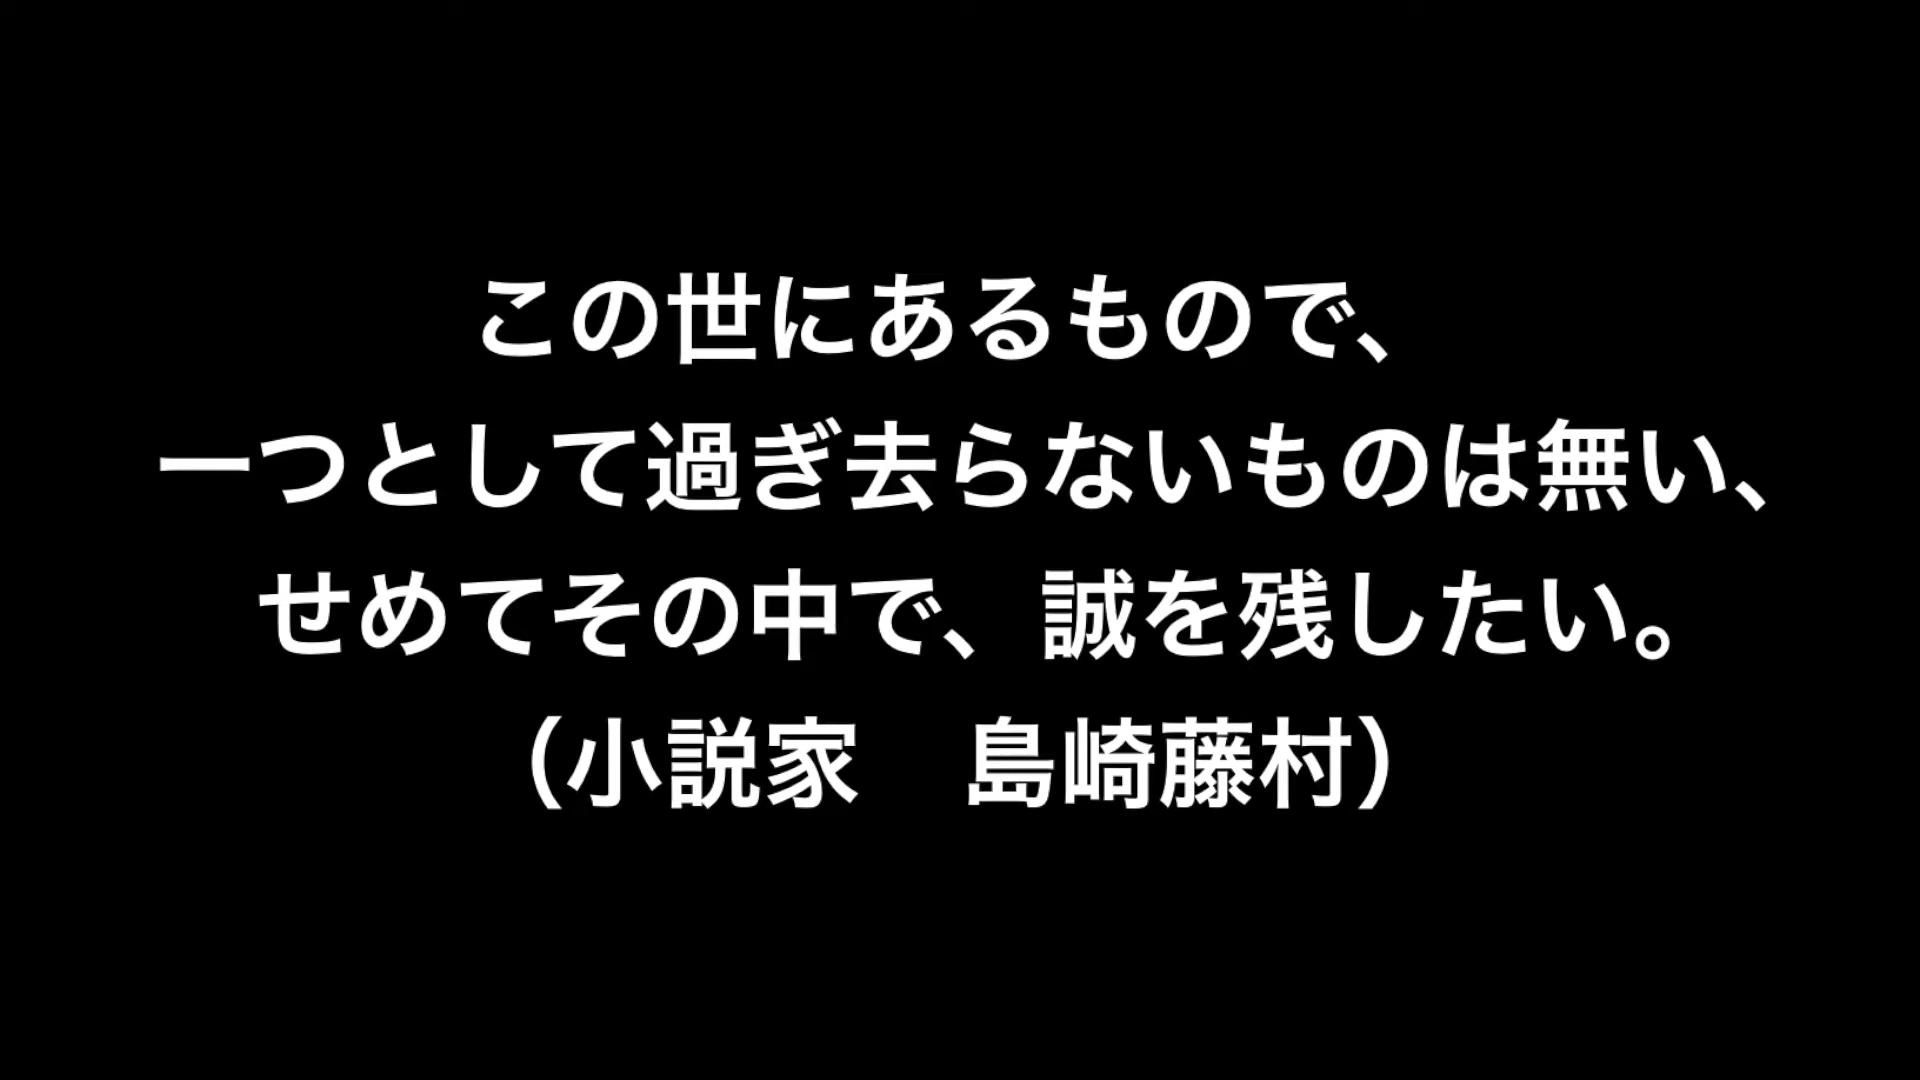 この世にあるもので、
一つとして過ぎ去らないものは無い、
せめてその中で、誠を残したい。
（小説家　島崎藤村）